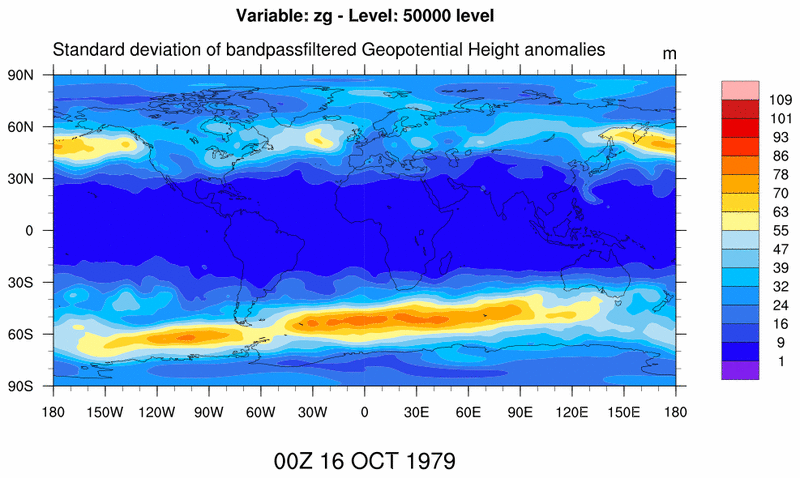 Variable: zg - Level: 50000 level
Standard deviation of bandpassfiltered Geopotential Height anomalies
m
90N
60N
30N
0
30S
60S
90S
180 150W 120W 90W 60W 30W 0 30E 60E 90E 120E 150E 180
109
101
93
86
78
70
63
55
47
39
32
24
16
9
1
00Z 16 OCT 1979